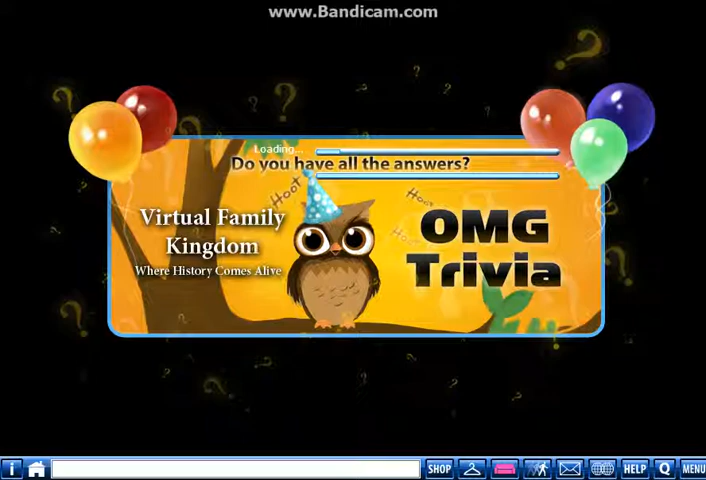 www.Bandicam.com
Loading...
Do you have all the answers?
Hoot
Hoot
Hoot
Virtual Family
Kingdom
Where History Comes Alive
OMG
Trivia
i
SHOP
HELP
Q
MENU